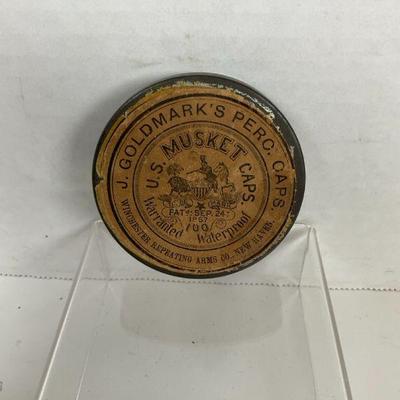 J. GOLDMARK'S PERC. CAPS
U.S. MUSKET CAPS
PAT'D. SEP. 24.
1867
100
Warranted Waterproof
WINCHESTER REPEATING ARMS CO., NEW HAVEN